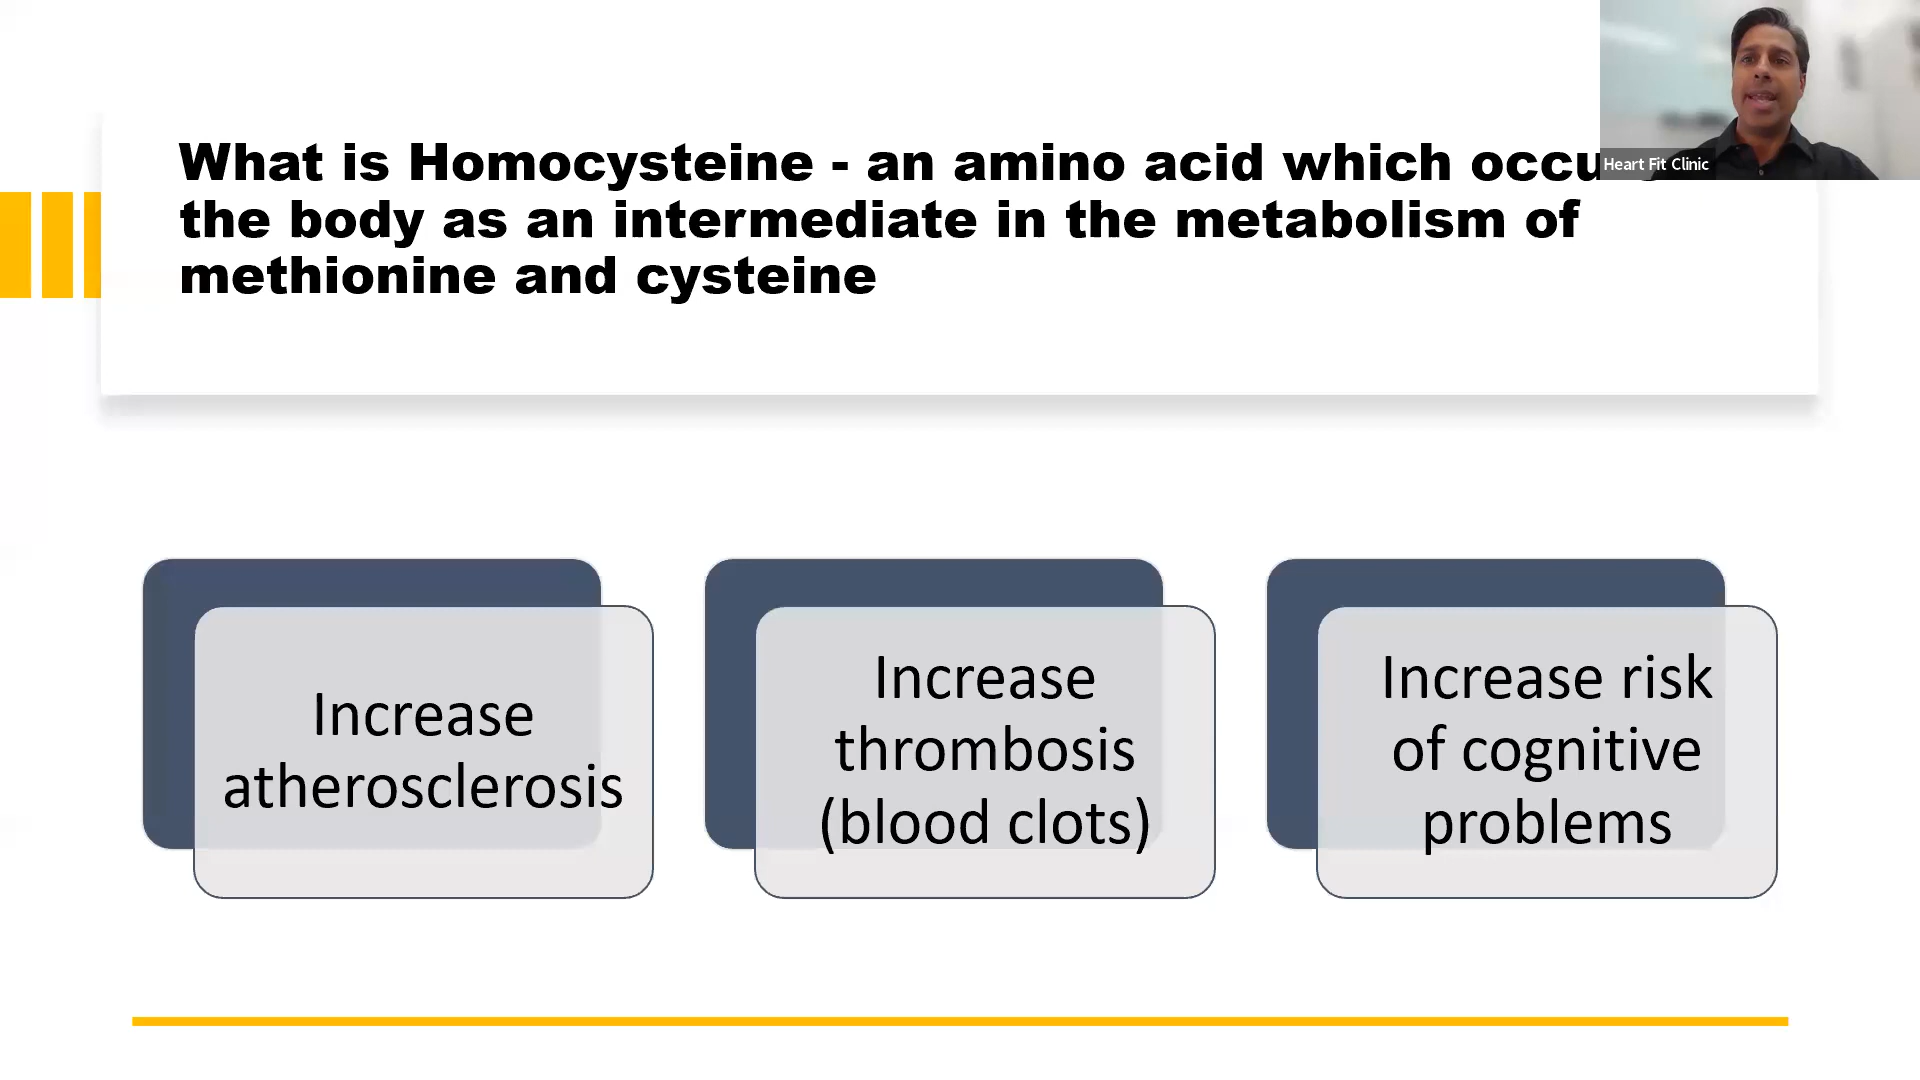 What is Homocysteine - an amino acid which
the body as an intermediate in the metabolism of
methionine and cysteine
Heart Fit Clinic
Increase
atherosclerosis
Increase
thrombosis
(blood clots)
Increase risk
of cognitive
problems